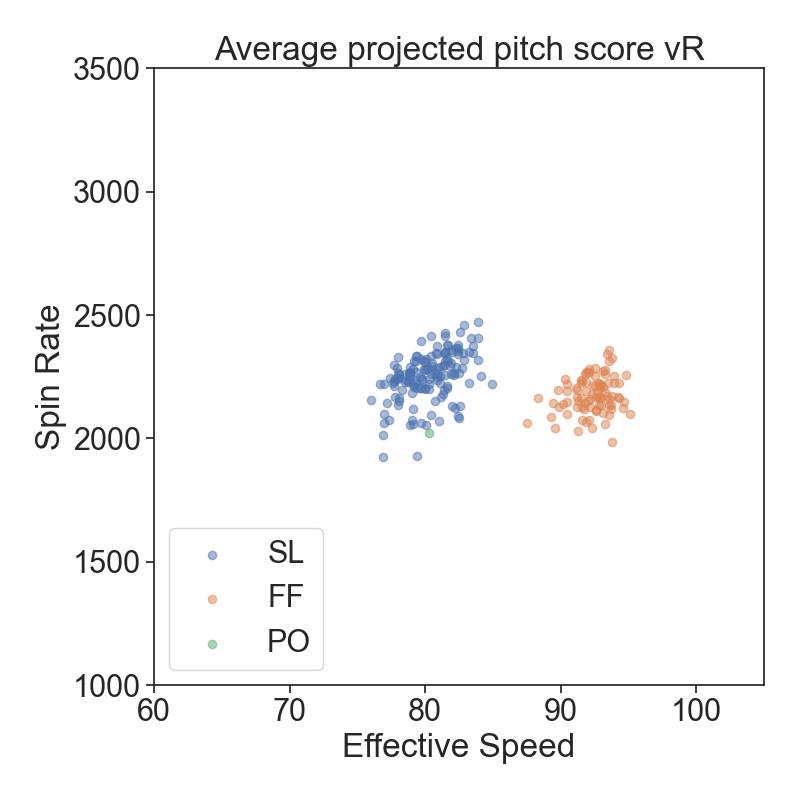 Average projected pitch score vR
3500
3000
2500
2000
1500
1000
Spin Rate
SL
FF
PO
60 70 80 90 100
Effective Speed